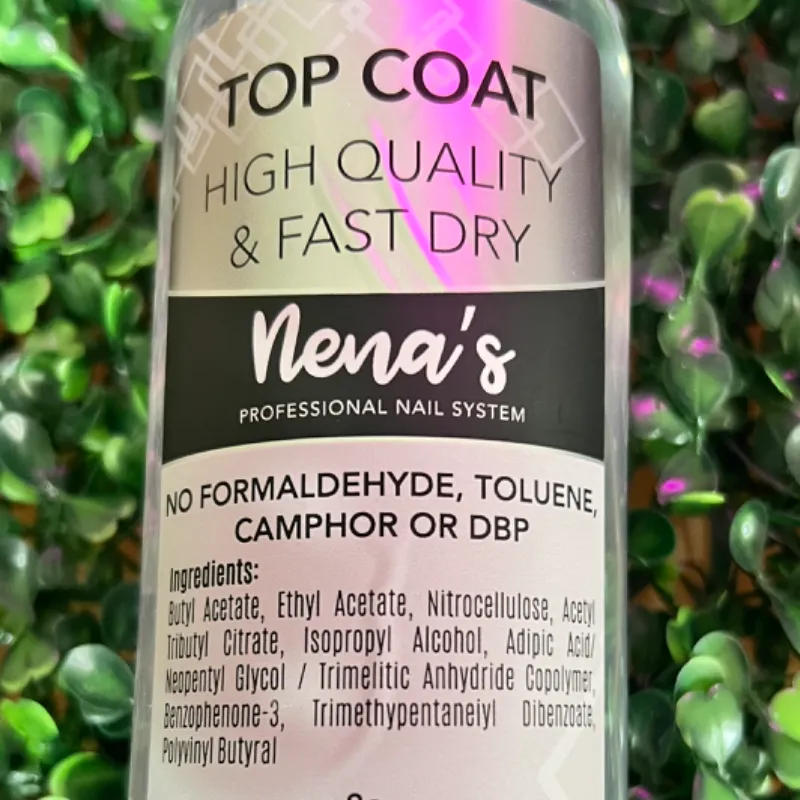 TOP COAT
HIGH QUALITY
& FAST DRY
Nena's
PROFESSIONAL NAIL SYSTEM
NO FORMALDEHYDE, TOLUENE,
CAMPHOR OR DBP
Ingredients:
Butyl Acetate, Ethyl Acetate, Nitrocellulose, Acetyl
Tributyl Citrate, Isopropyl Alcohol, Adipic Acid/
Neopentyl Glycol / Trimelitic Anhydride Copolymer,
Benzophenone-3, Trimethypentaneiyl Dibenzoate,
Polyvinyl Butyral